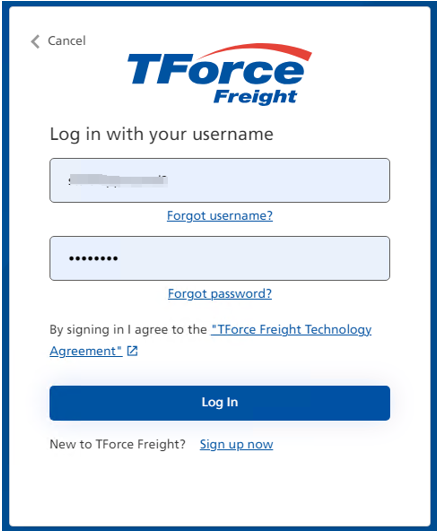 Cancel
TForce
Freight
Log in with your username
Forgot username?
••••••••
Forgot password?
By signing in I agree to the "TForce Freight Technology
Agreement"
Log In
New to TForce Freight? Sign up now